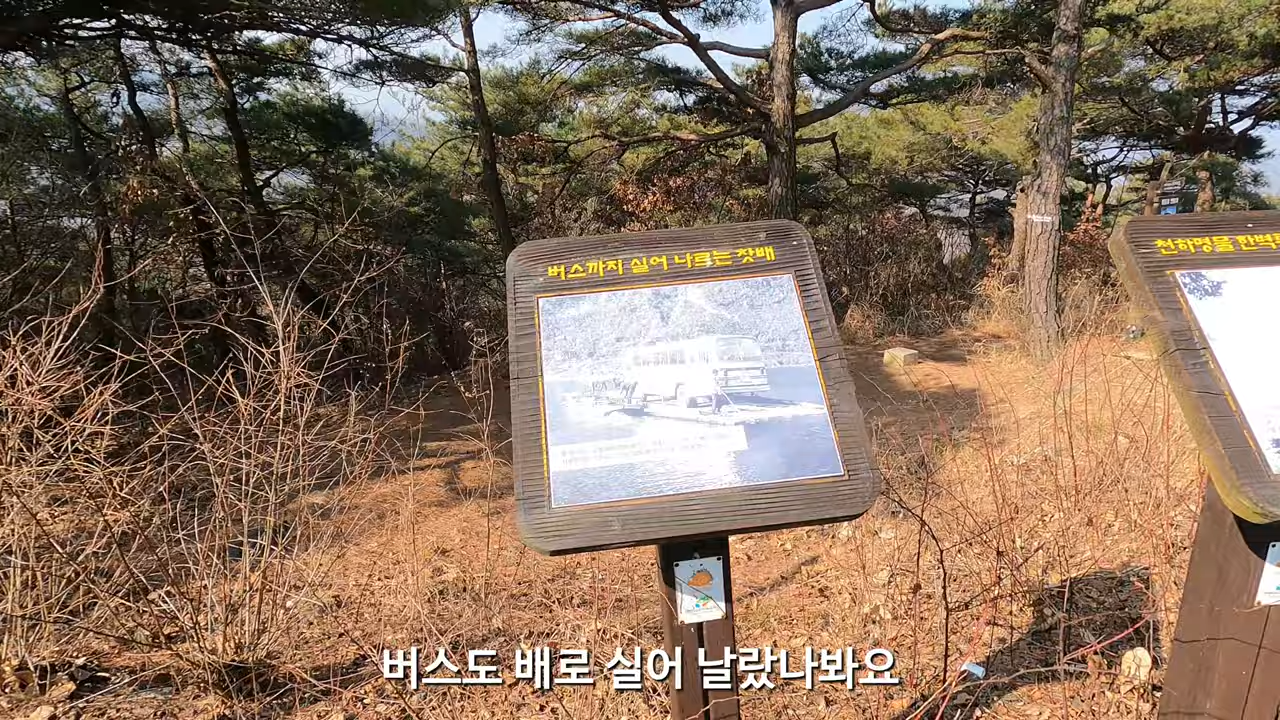 버스까지 실어 나르는 찻배
천하명물 한벽
버스도 배로 실어 날랐나봐요